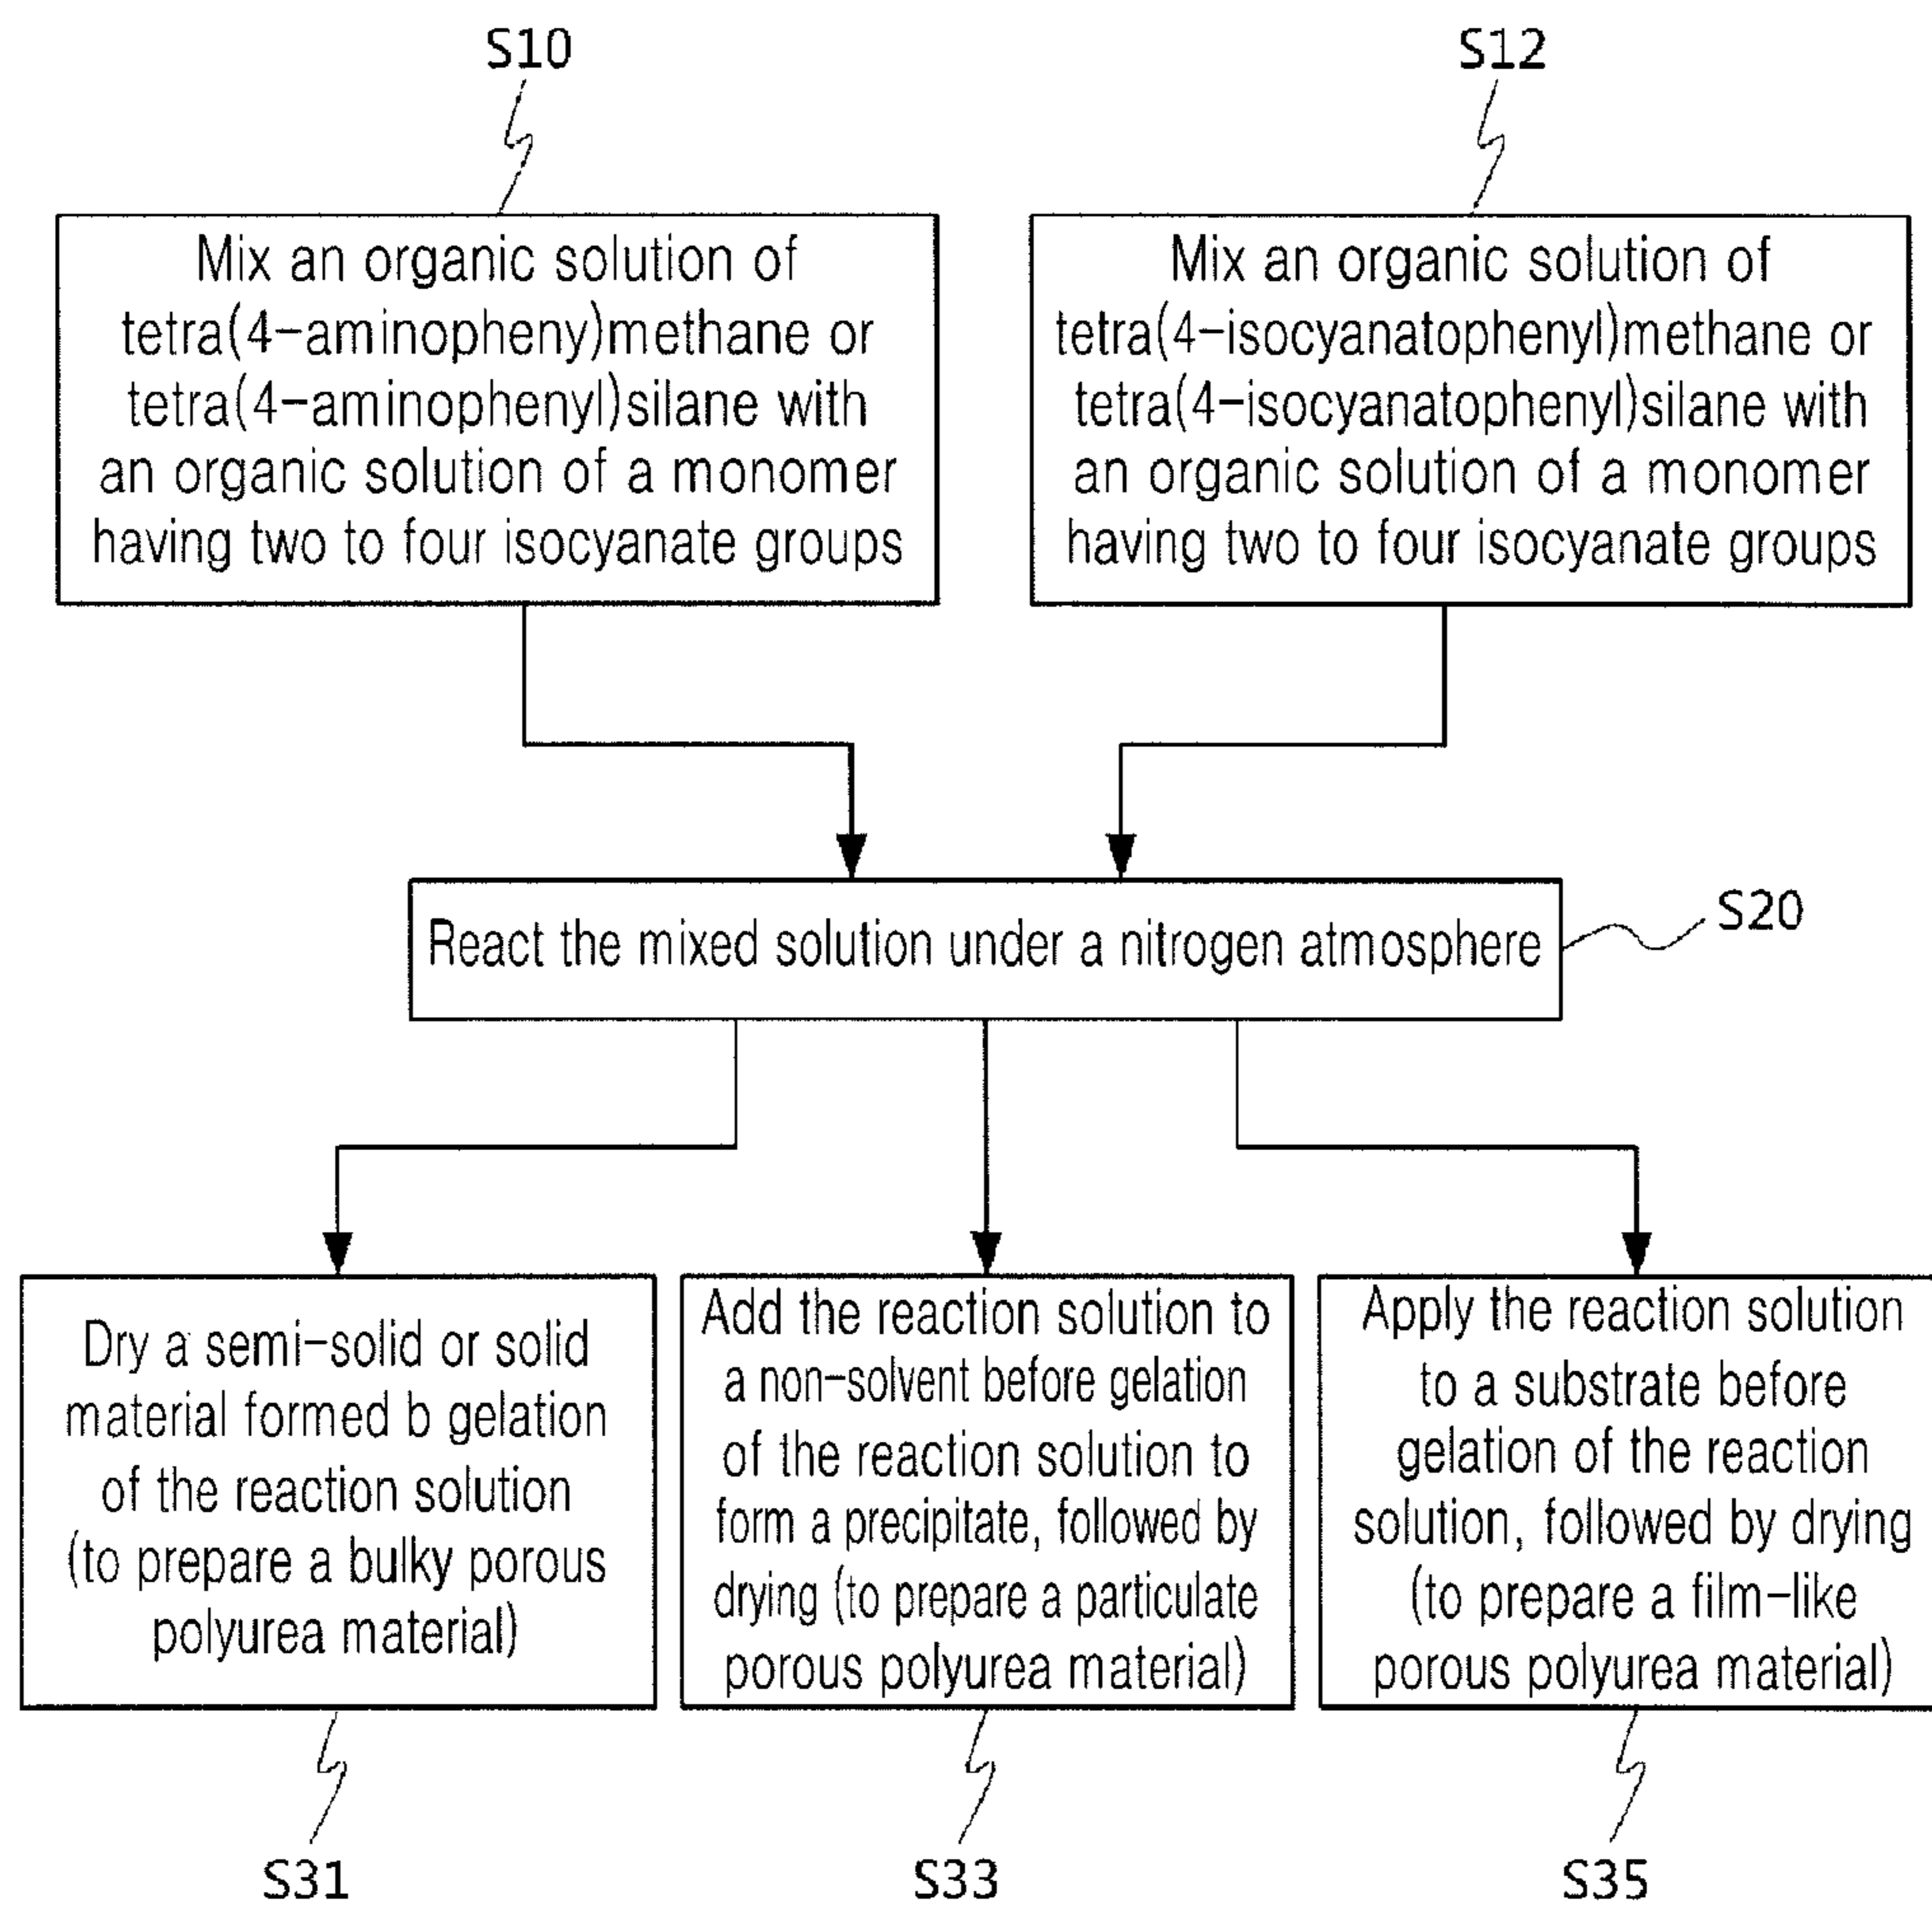 S10
S12
Mix an organic solution of
tetra(4-aminopheny)methane or
tetra(4-aminophenyl)silane with
an organic solution of a monomer
having two to four isocyanate groups
Mix an organic solution of
tetra(4-isocyanatophenyl)methane or
tetra(4-isocyanatophenyl)silane with
an organic solution of a monomer
having two to four isocyanate groups
React the mixed solution under a nitrogen atmosphere
S20
Dry a semi-solid or solid
material formed b gelation
of the reaction solution
(to prepare a bulky porous
polyurea material)
Add the reaction solution to
a non-solvent before gelation
of the reaction solution to
form a precipitate, followed by
drying (to prepare a particulate
porous polyurea material)
Apply the reaction solution
to a substrate before
gelation of the reaction
solution, followed by drying
(to prepare a film-like
porous polyurea material)
S31
S33
S35